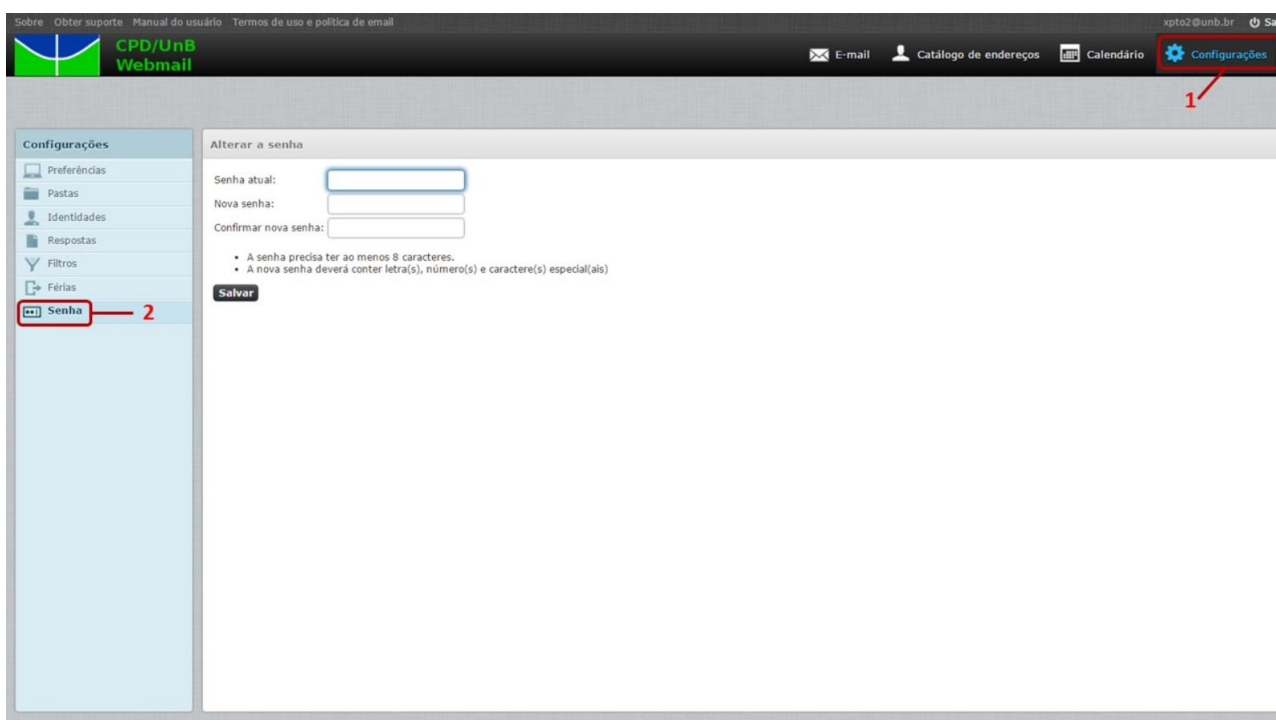 Sobre Obter suporte Manual do usuário Termos de uso e política de email xpto2@unb.br Sa
CPD/UnB
Webmail
E-mail Catálogo de endereços Calendário Configurações
1
Configurações
Preferências
Pastas
Identidades
Respostas
Filtros
Férias
Senha
2
Alterar a senha
Senha atual:
Nova senha:
Confirmar nova senha:
• A senha precisa ter ao menos 8 caracteres.
• A nova senha deverá conter letra(s), número(s) e caractere(s) especial(ais)
Salvar